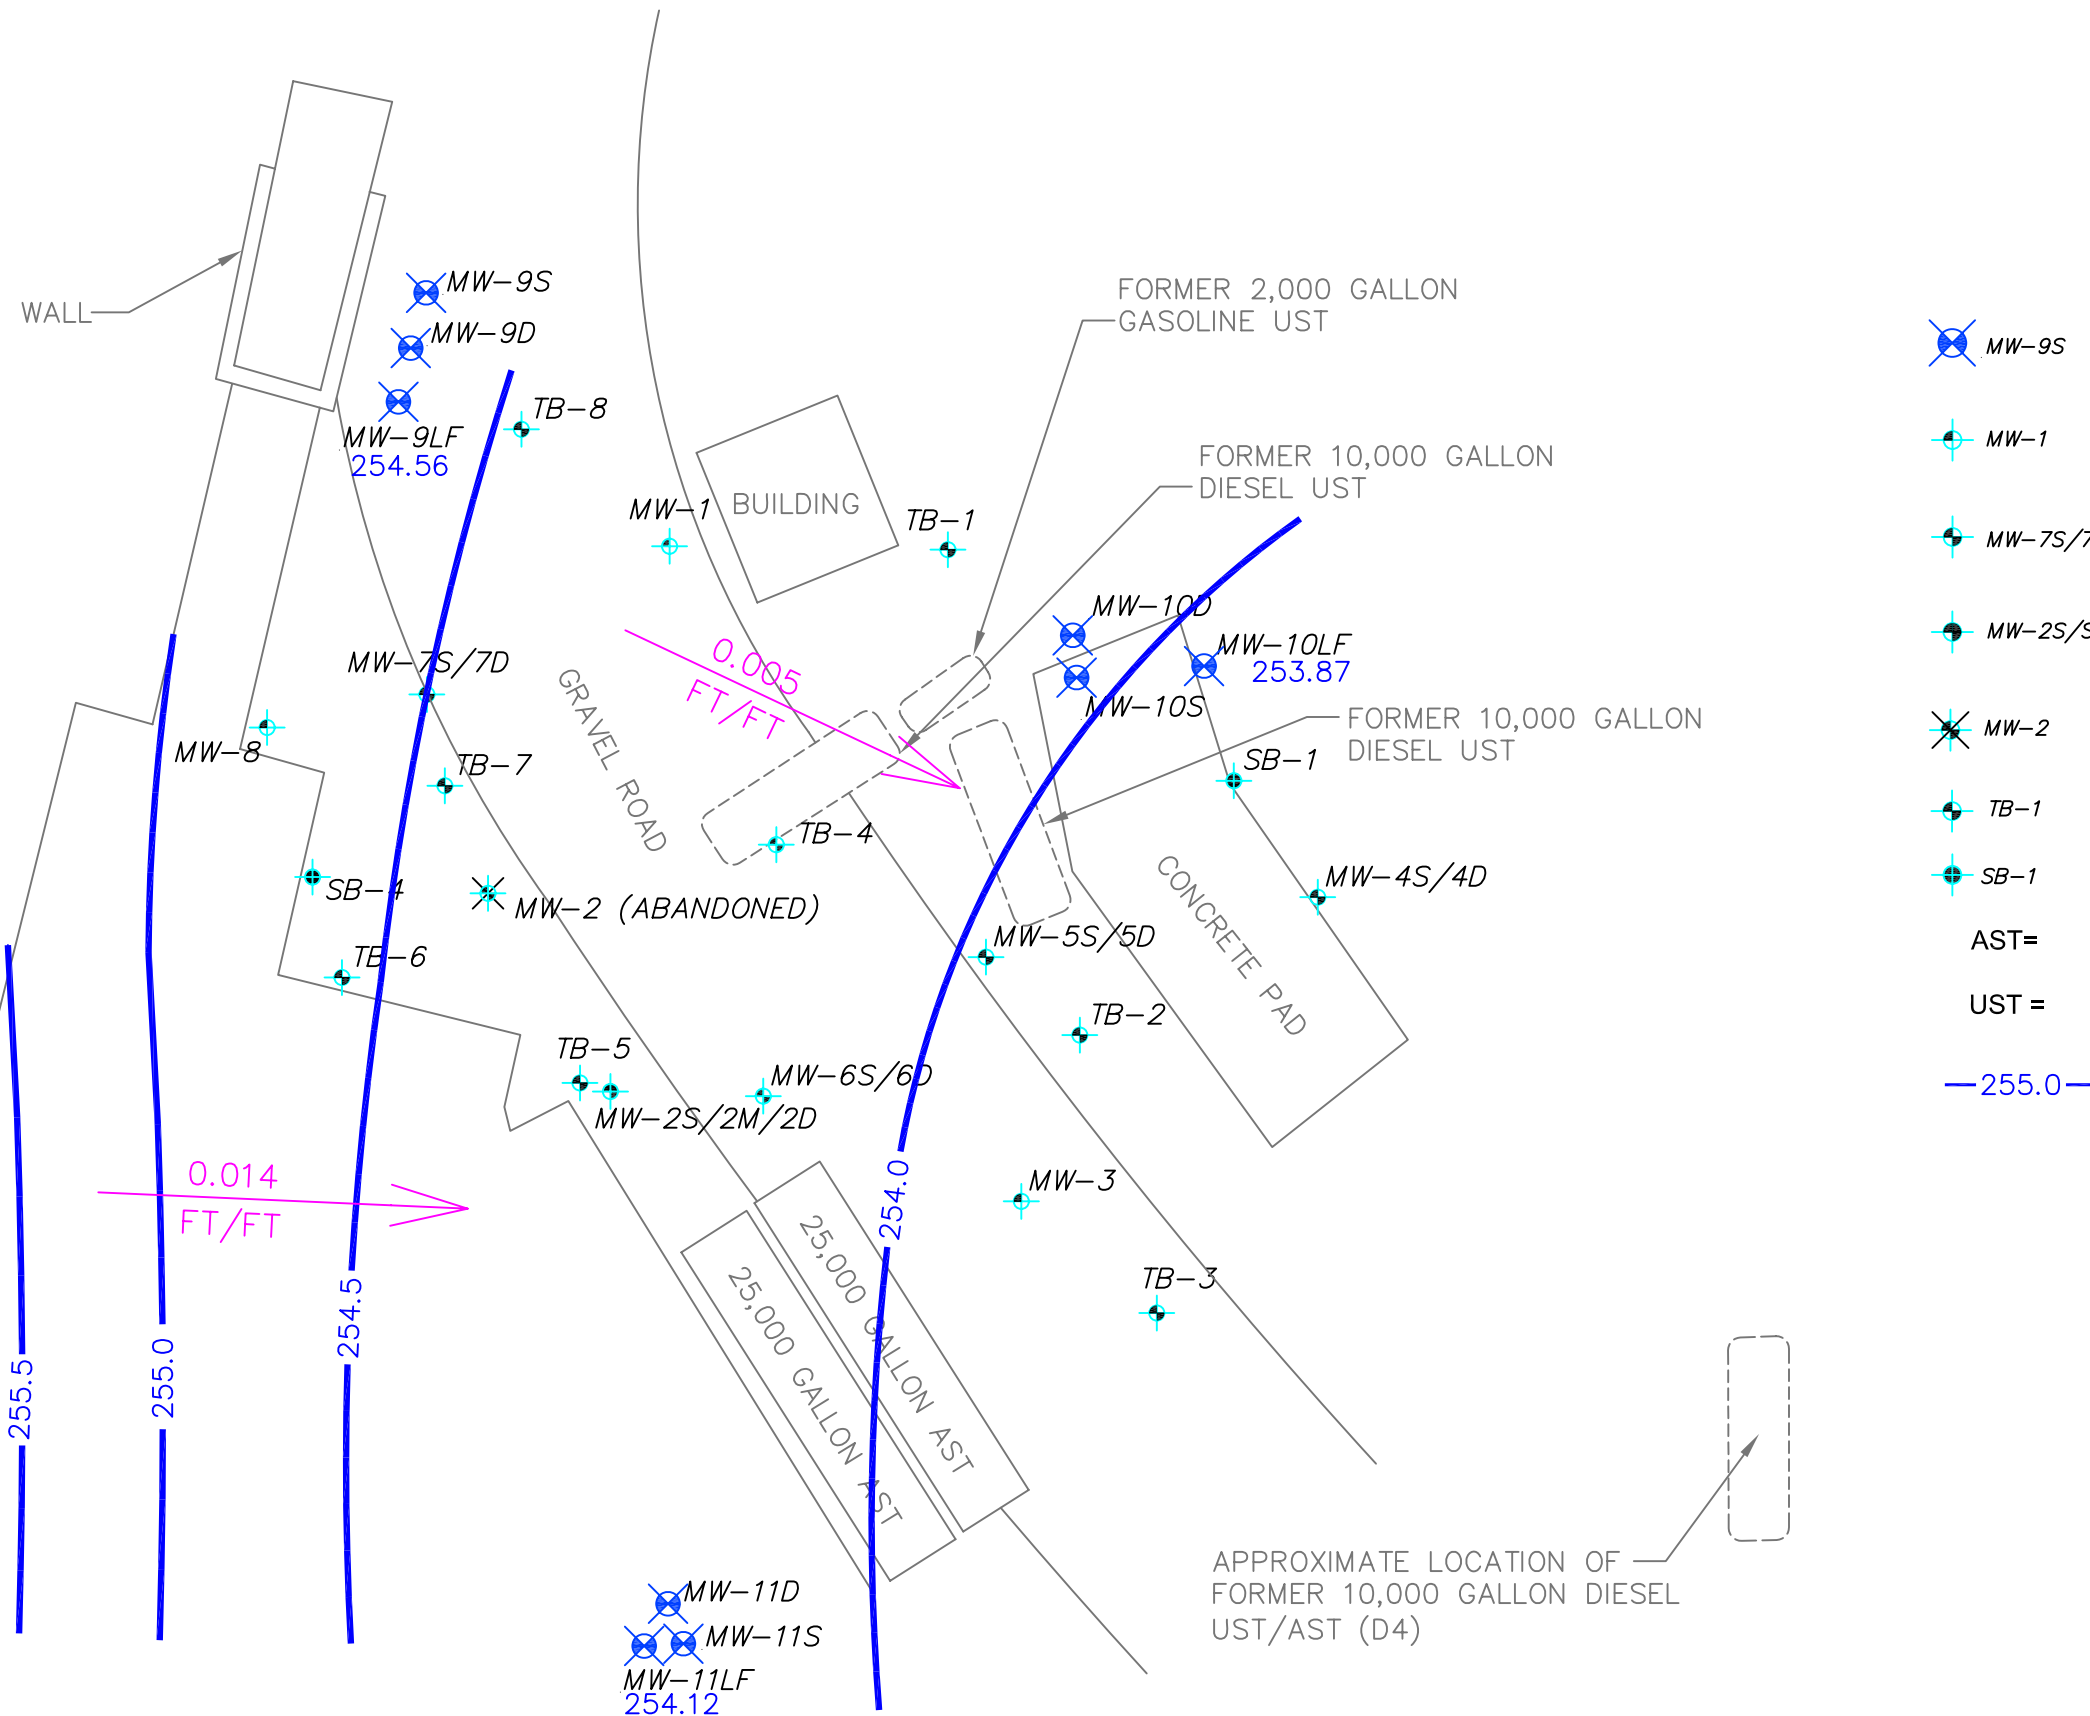 WALL
MW-9S
MW-9D
MW-9LF
254.56
TB-8
FORMER 2,000 GALLON
GASOLINE UST
FORMER 10,000 GALLON
DIESEL UST
MW-1
BUILDING
TB-1
MW-10D
MW-10LF
253.87
MW-10S
0.005
FT/FT
MW-7S/7D
MW-8
TB-7
GRAVEL ROAD
FORMER 10,000 GALLON
DIESEL UST
SB-1
TB-4
SB-4
MW-2 (ABANDONED)
MW-4S/4D
CONCRETE PAD
MW-5S/5D
TB-6
TB-2
TB-5
MW-6S/6D
MW-2S/2M/2D
0.014
FT/FT
MW-3
254.0
TB-3
25,000 GALLON AST
25,000 GALLON AST
254.5
255.0
255.5
APPROXIMATE LOCATION OF
FORMER 10,000 GALLON DIESEL
UST/AST (D4)
MW-11D
MW-11S
MW-11LF
254.12
MW-9S
MW-1
MW-7S/7
MW-2S/
MW-2
TB-1
SB-1
AST=
UST =
255.0